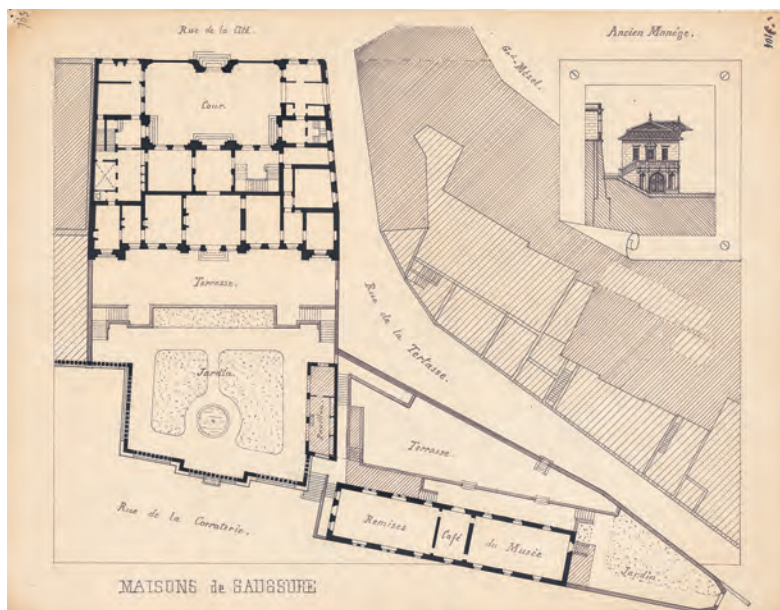 Rue de la Cité.
Ancien Manège.
Cour.
Terrasse.
Rue de la Tertasse.
Jardin
Terrasse.
Rue de la Corraterie.
Remises
Café
du Musée
Jardin
MAISONS de SAUSSURE